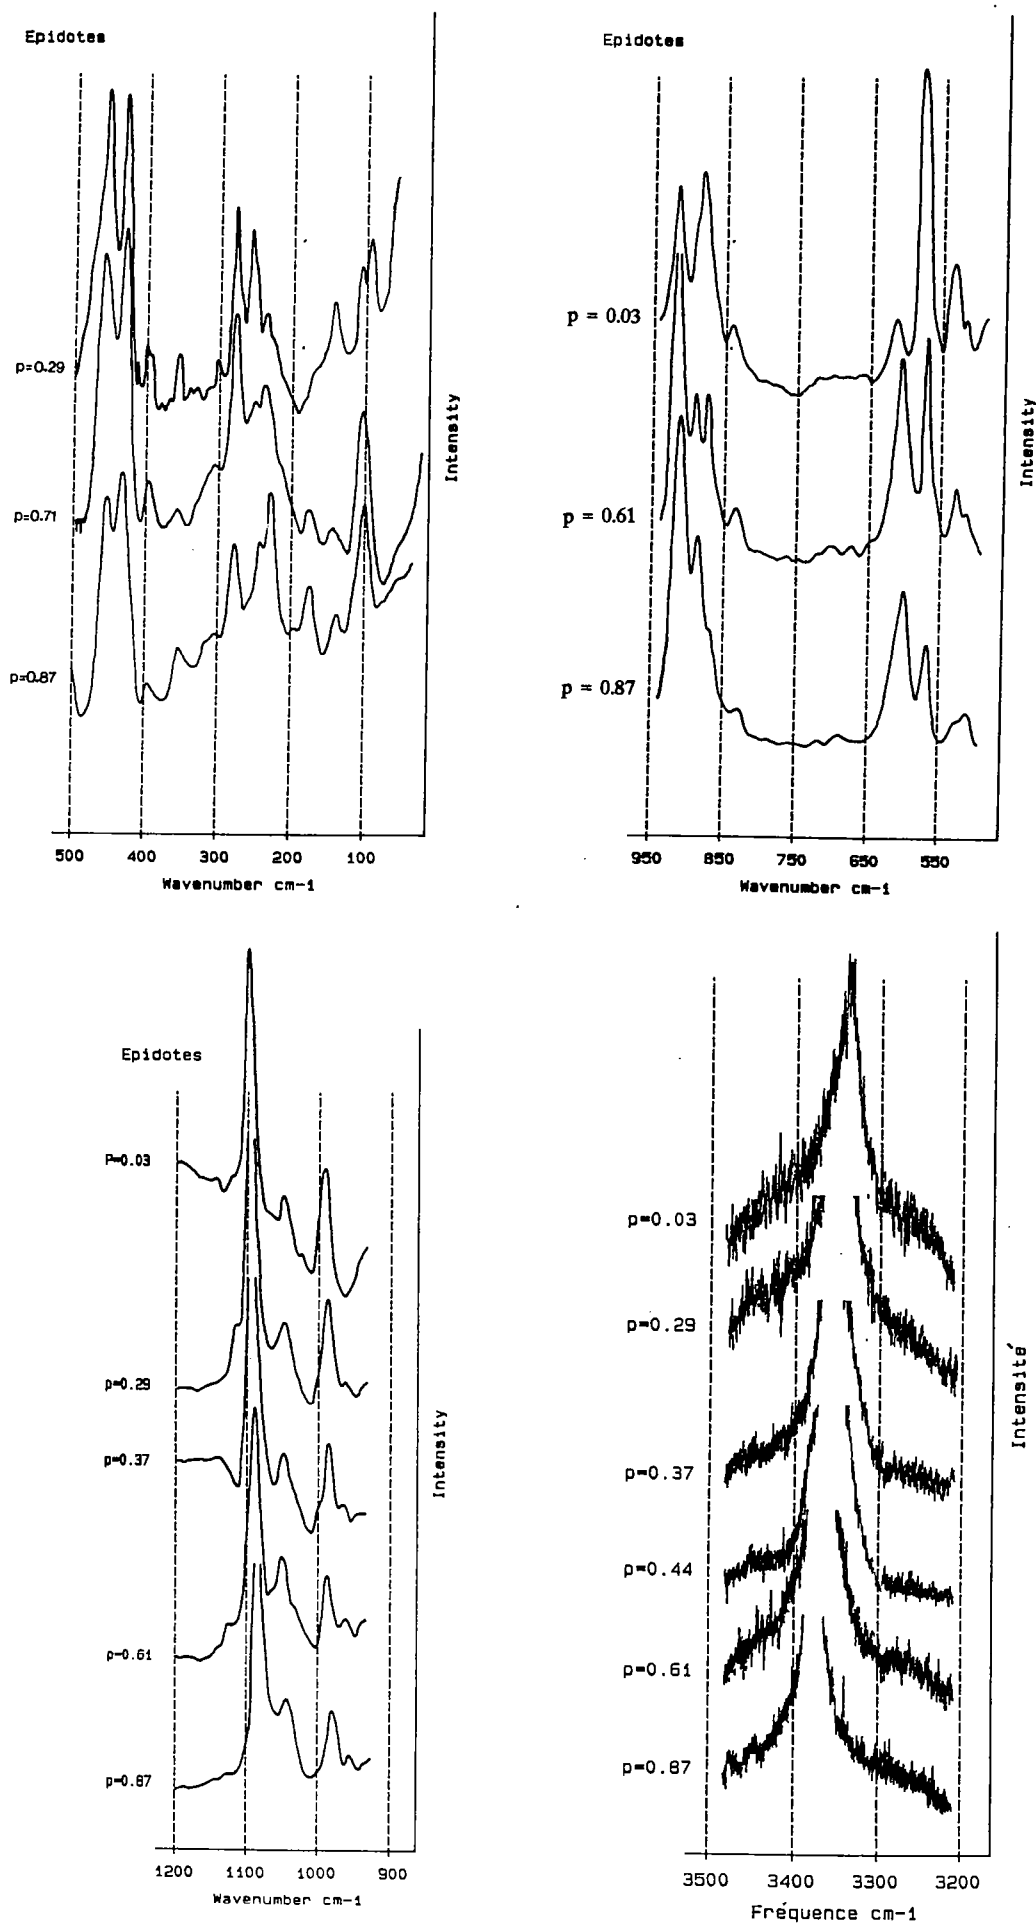 Epidotes
p=0.29
p=0.71
p=0.87
Intensity
500 400 300 200 100
Wavenumber cm-1
Epidotes
p = 0.03
p = 0.61
p = 0.87
Intensity
950 850 750 650 550
Wavenumber cm-1
Epidotes
P=0.03
p=0.29
p=0.37
p=0.61
p=0.87
Intensity
1200 1100 1000 900
Wavenumber cm-1
p=0.03
p=0.29
p=0.37
p=0.44
p=0.61
p=0.87
Intensité
3500 3400 3300 3200
Fréquence cm-1